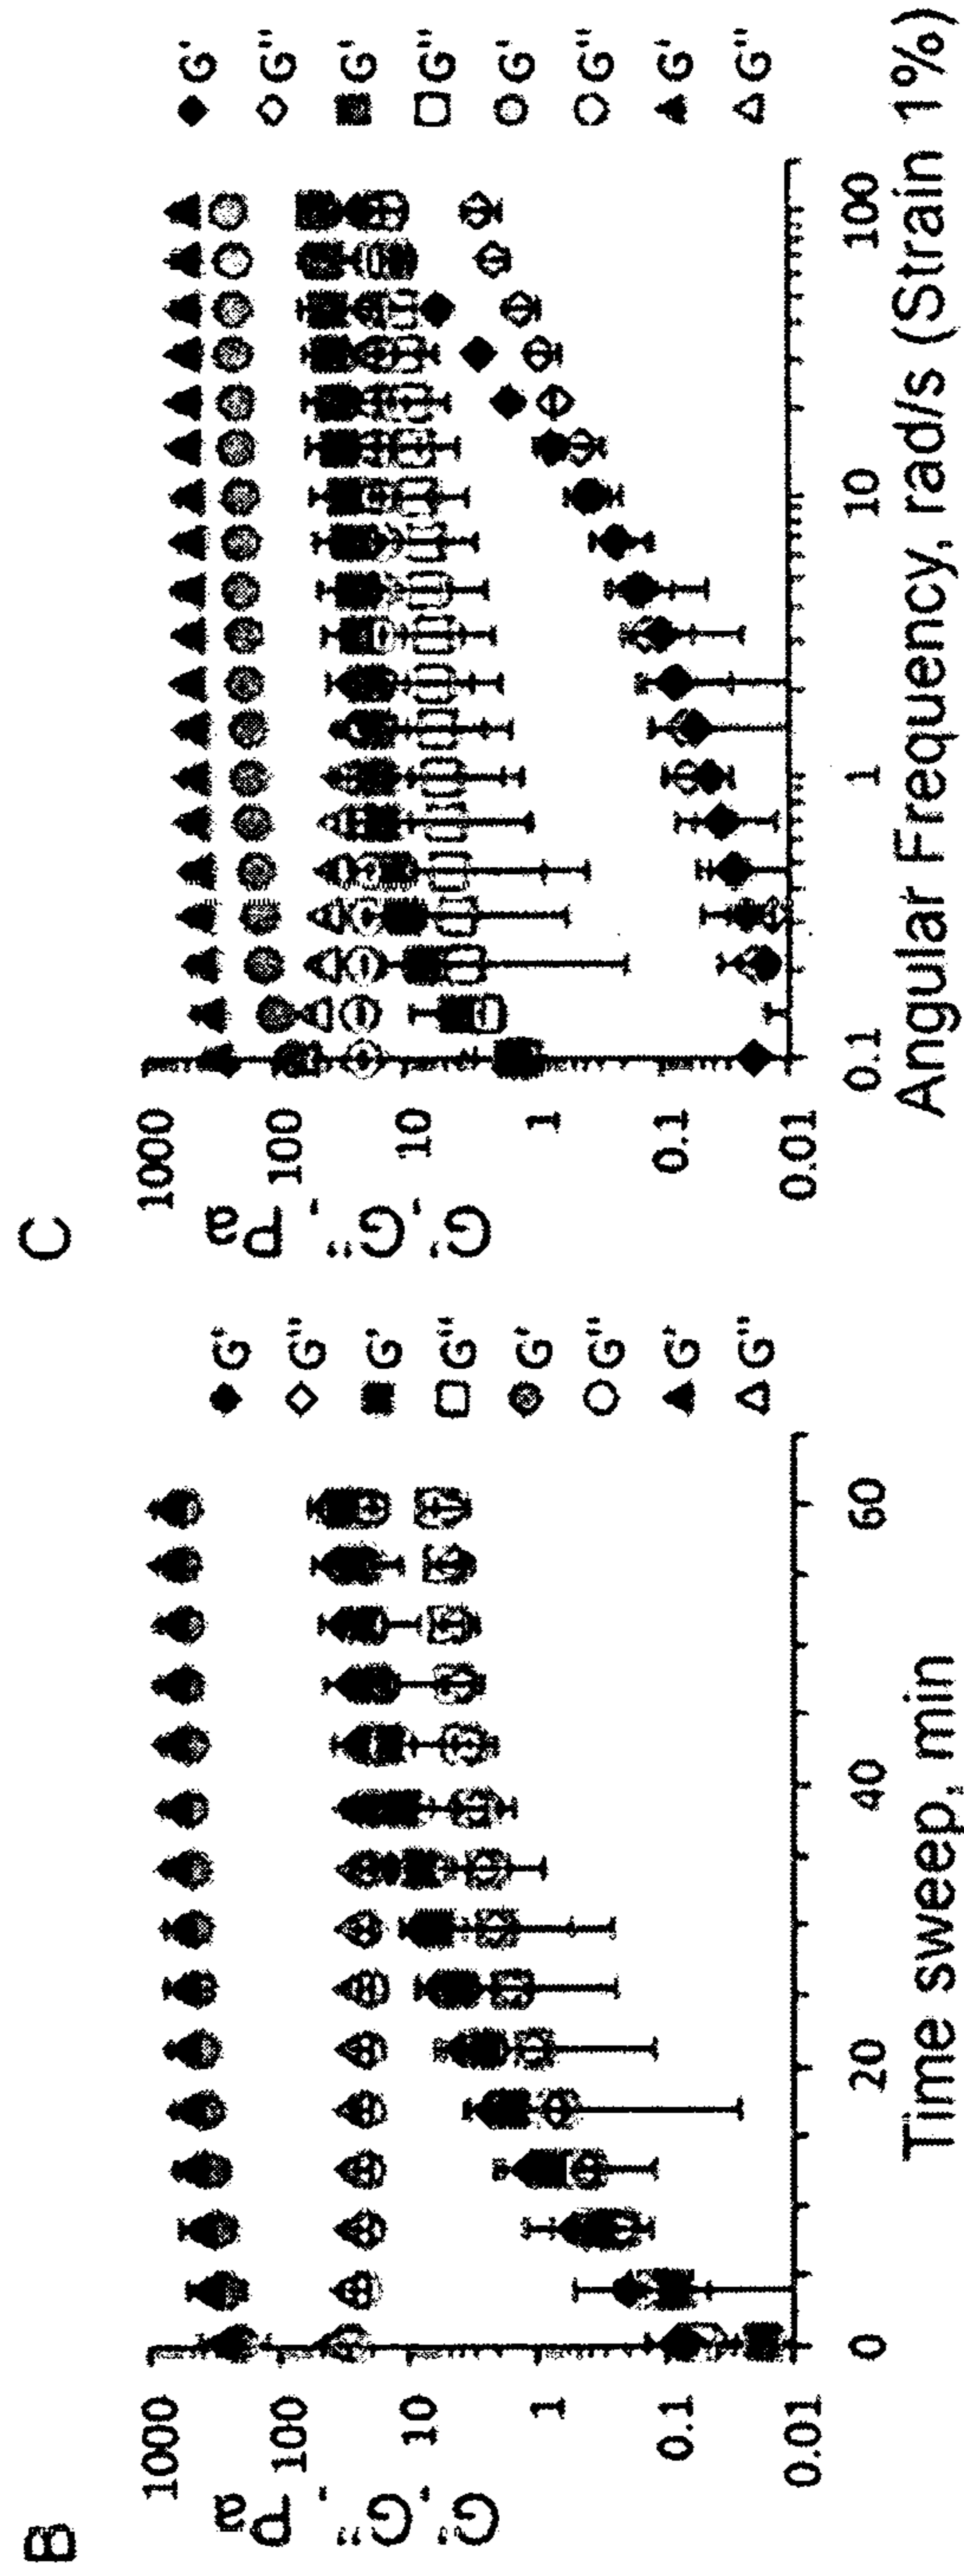 B
G',G'', Pa
1000
100
10
1
0.1
0.01
0
20
40
60
Time sweep, min
◆ G'
◇ G''
■ G'
□ G''
● G'
○ G''
▲ G'
△ G''
C
G',G'', Pa
1000
100
10
1
0.1
0.01
0.1
1
10
100
Angular Frequency, rad/s (Strain 1%)
◆ G'
◇ G''
■ G'
□ G''
● G'
○ G''
▲ G'
△ G''